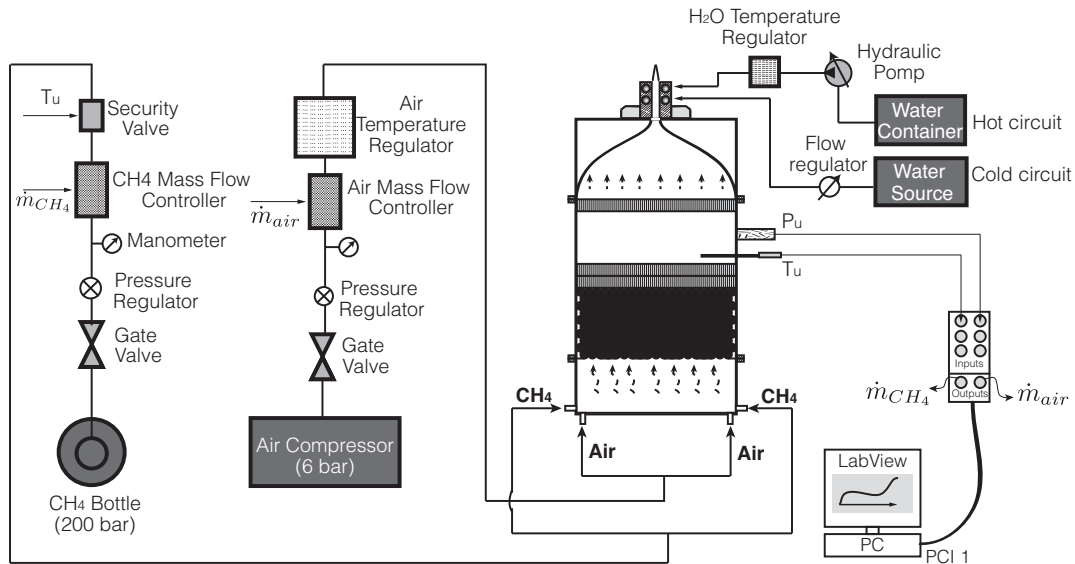 H2O Temperature
Regulator
Hydraulic
Pump
Water
Container
Hot circuit
Flow
regulator
Water
Source
Cold circuit
Tu
Security
Valve
Air
Temperature
Regulator
ṁCH4
CH4 Mass Flow
Controller
ṁair
Air Mass Flow
Controller
Manometer
Pressure
Regulator
Pressure
Regulator
Gate
Valve
Gate
Valve
CH4 Bottle
(200 bar)
Air Compressor
(6 bar)
Pu
Tu
CH4
CH4
Air
Air
Inputs
Outputs
ṁCH4
ṁair
LabView
PC
PCI 1